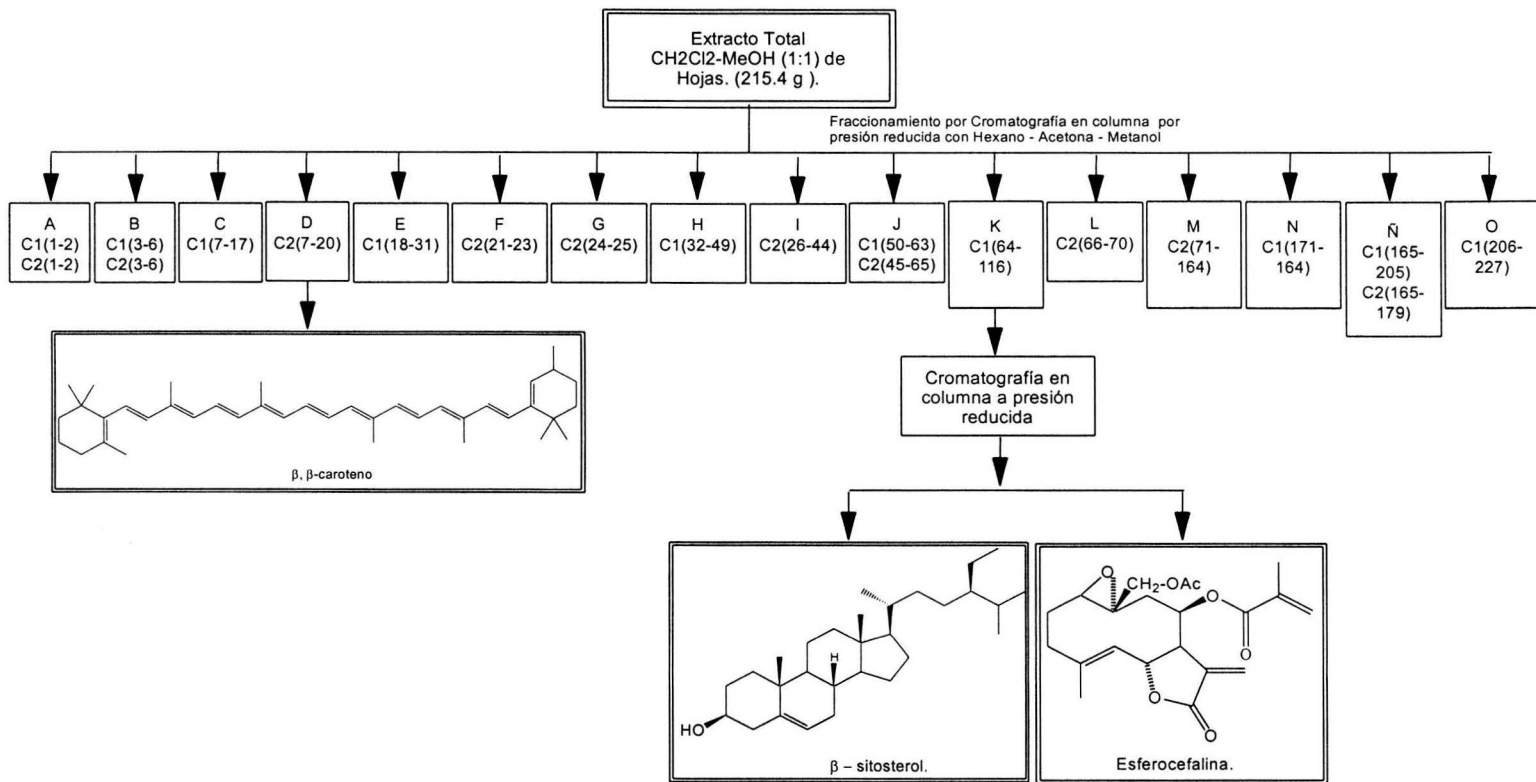 Extracto Total
CH2Cl2-MeOH (1:1) de
Hojas. (215.4 g ).
Fraccionamiento por Cromatografía en columna por
presión reducida con Hexano - Acetona - Metanol
A
C1(1-2)
C2(1-2)
B
C1(3-6)
C2(3-6)
C
C1(7-17)
D
C2(7-20)
E
C1(18-31)
F
C2(21-23)
G
C2(24-25)
H
C1(32-49)
I
C2(26-44)
J
C1(50-63)
C2(45-65)
K
C1(64-
116)
L
C2(66-70)
M
C2(71-
164)
N
C1(171-
164)
Ñ
C1(165-
205)
C2(165-
179)
O
C1(206-
227)
β, β-caroteno
Cromatografía en
columna a presión
reducida
H
HO
β – sitosterol.
O
CH2-OAc
O
O
O
O
Esferocefalina.